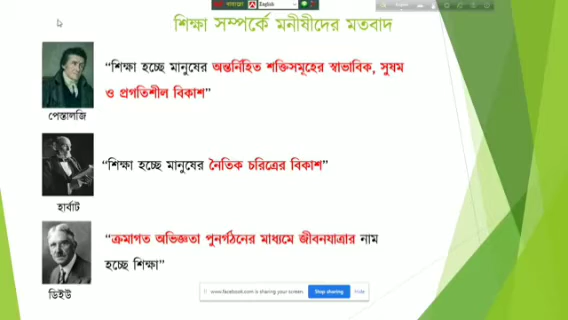 English
শিক্ষা সম্পর্কে মনীষীদের মতবাদ
“শিক্ষা হচ্ছে মানুষের অন্তর্নিহিত শক্তিসমূহের স্বাভাবিক, সুষম
ও প্রগতিশীল বিকাশ”
পেস্তালজি
“শিক্ষা হচ্ছে মানুষের নৈতিক চরিত্রের বিকাশ”
হার্বাট
“ক্রমাগত অভিজ্ঞতা পুনর্গঠনের মাধ্যমে জীবনযাত্রার নাম
হচ্ছে শিক্ষা”
ডিইউ
www.facebook.com is sharing your screen.
Stop sharing
Hide